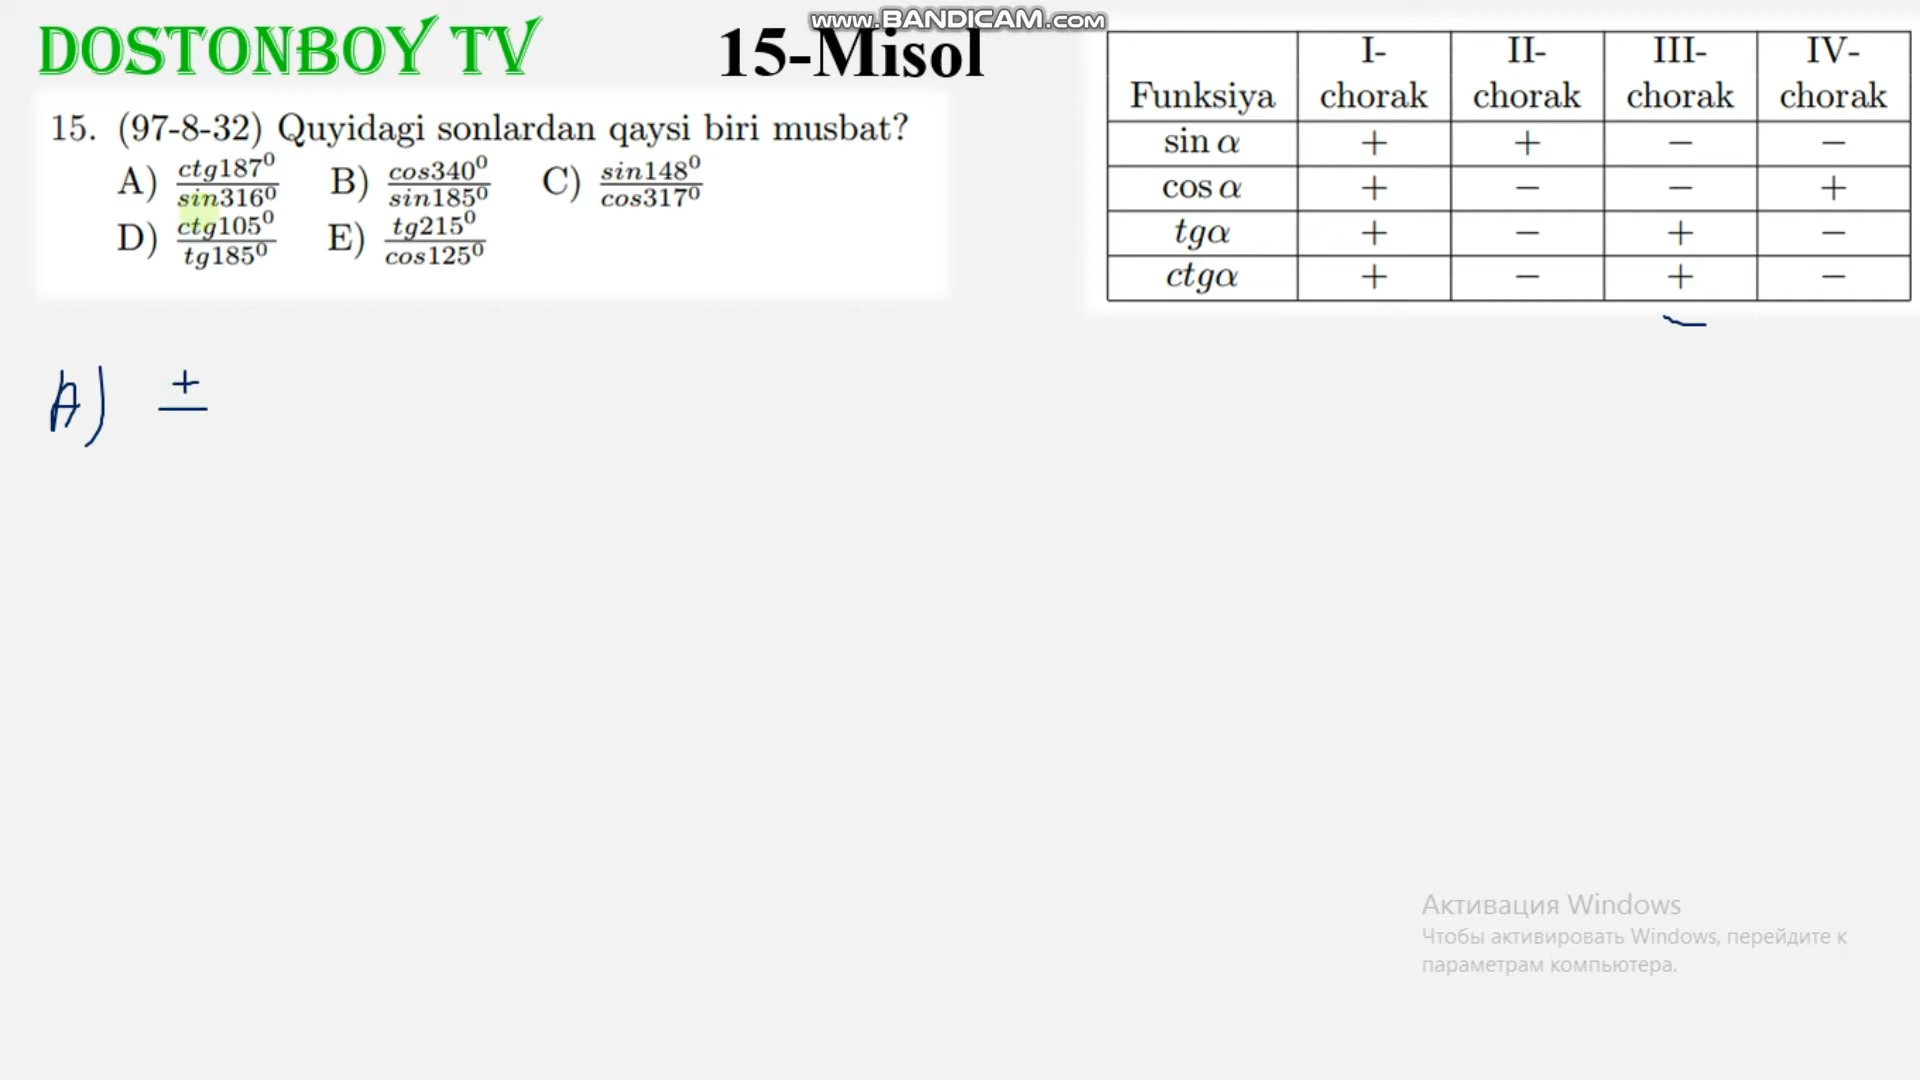 www.BANDICAM.com
DOSTONBOY TV
15-Misol
15. (97-8-32) Quyidagi sonlardan qaysi biri musbat?
A) ctg187⁰/sin316⁰ B) cos340⁰/sin185⁰ C) sin148⁰/cos317⁰
D) ctg105⁰/tg185⁰ E) tg215⁰/cos125⁰
Funksiya I-chorak II-chorak III-chorak IV-chorak
sin α + + − −
cos α + − − +
tgα + − + −
ctgα + − + −
A) +
Активация Windows
Чтобы активировать Windows, перейдите к
параметрам компьютера.